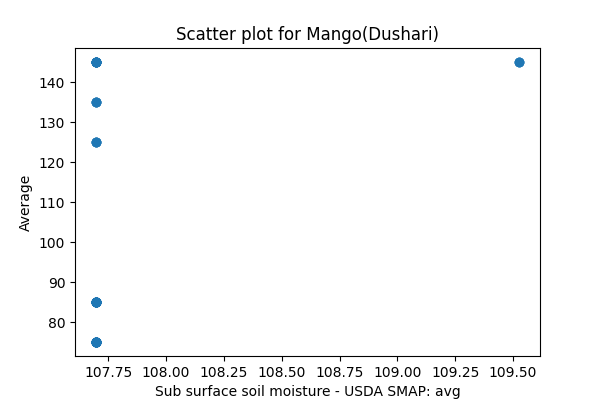 Scatter plot for Mango(Dushari)
Average
140
130
120
110
100
90
80
107.75 108.00 108.25 108.50 108.75 109.00 109.25 109.50
Sub surface soil moisture - USDA SMAP: avg